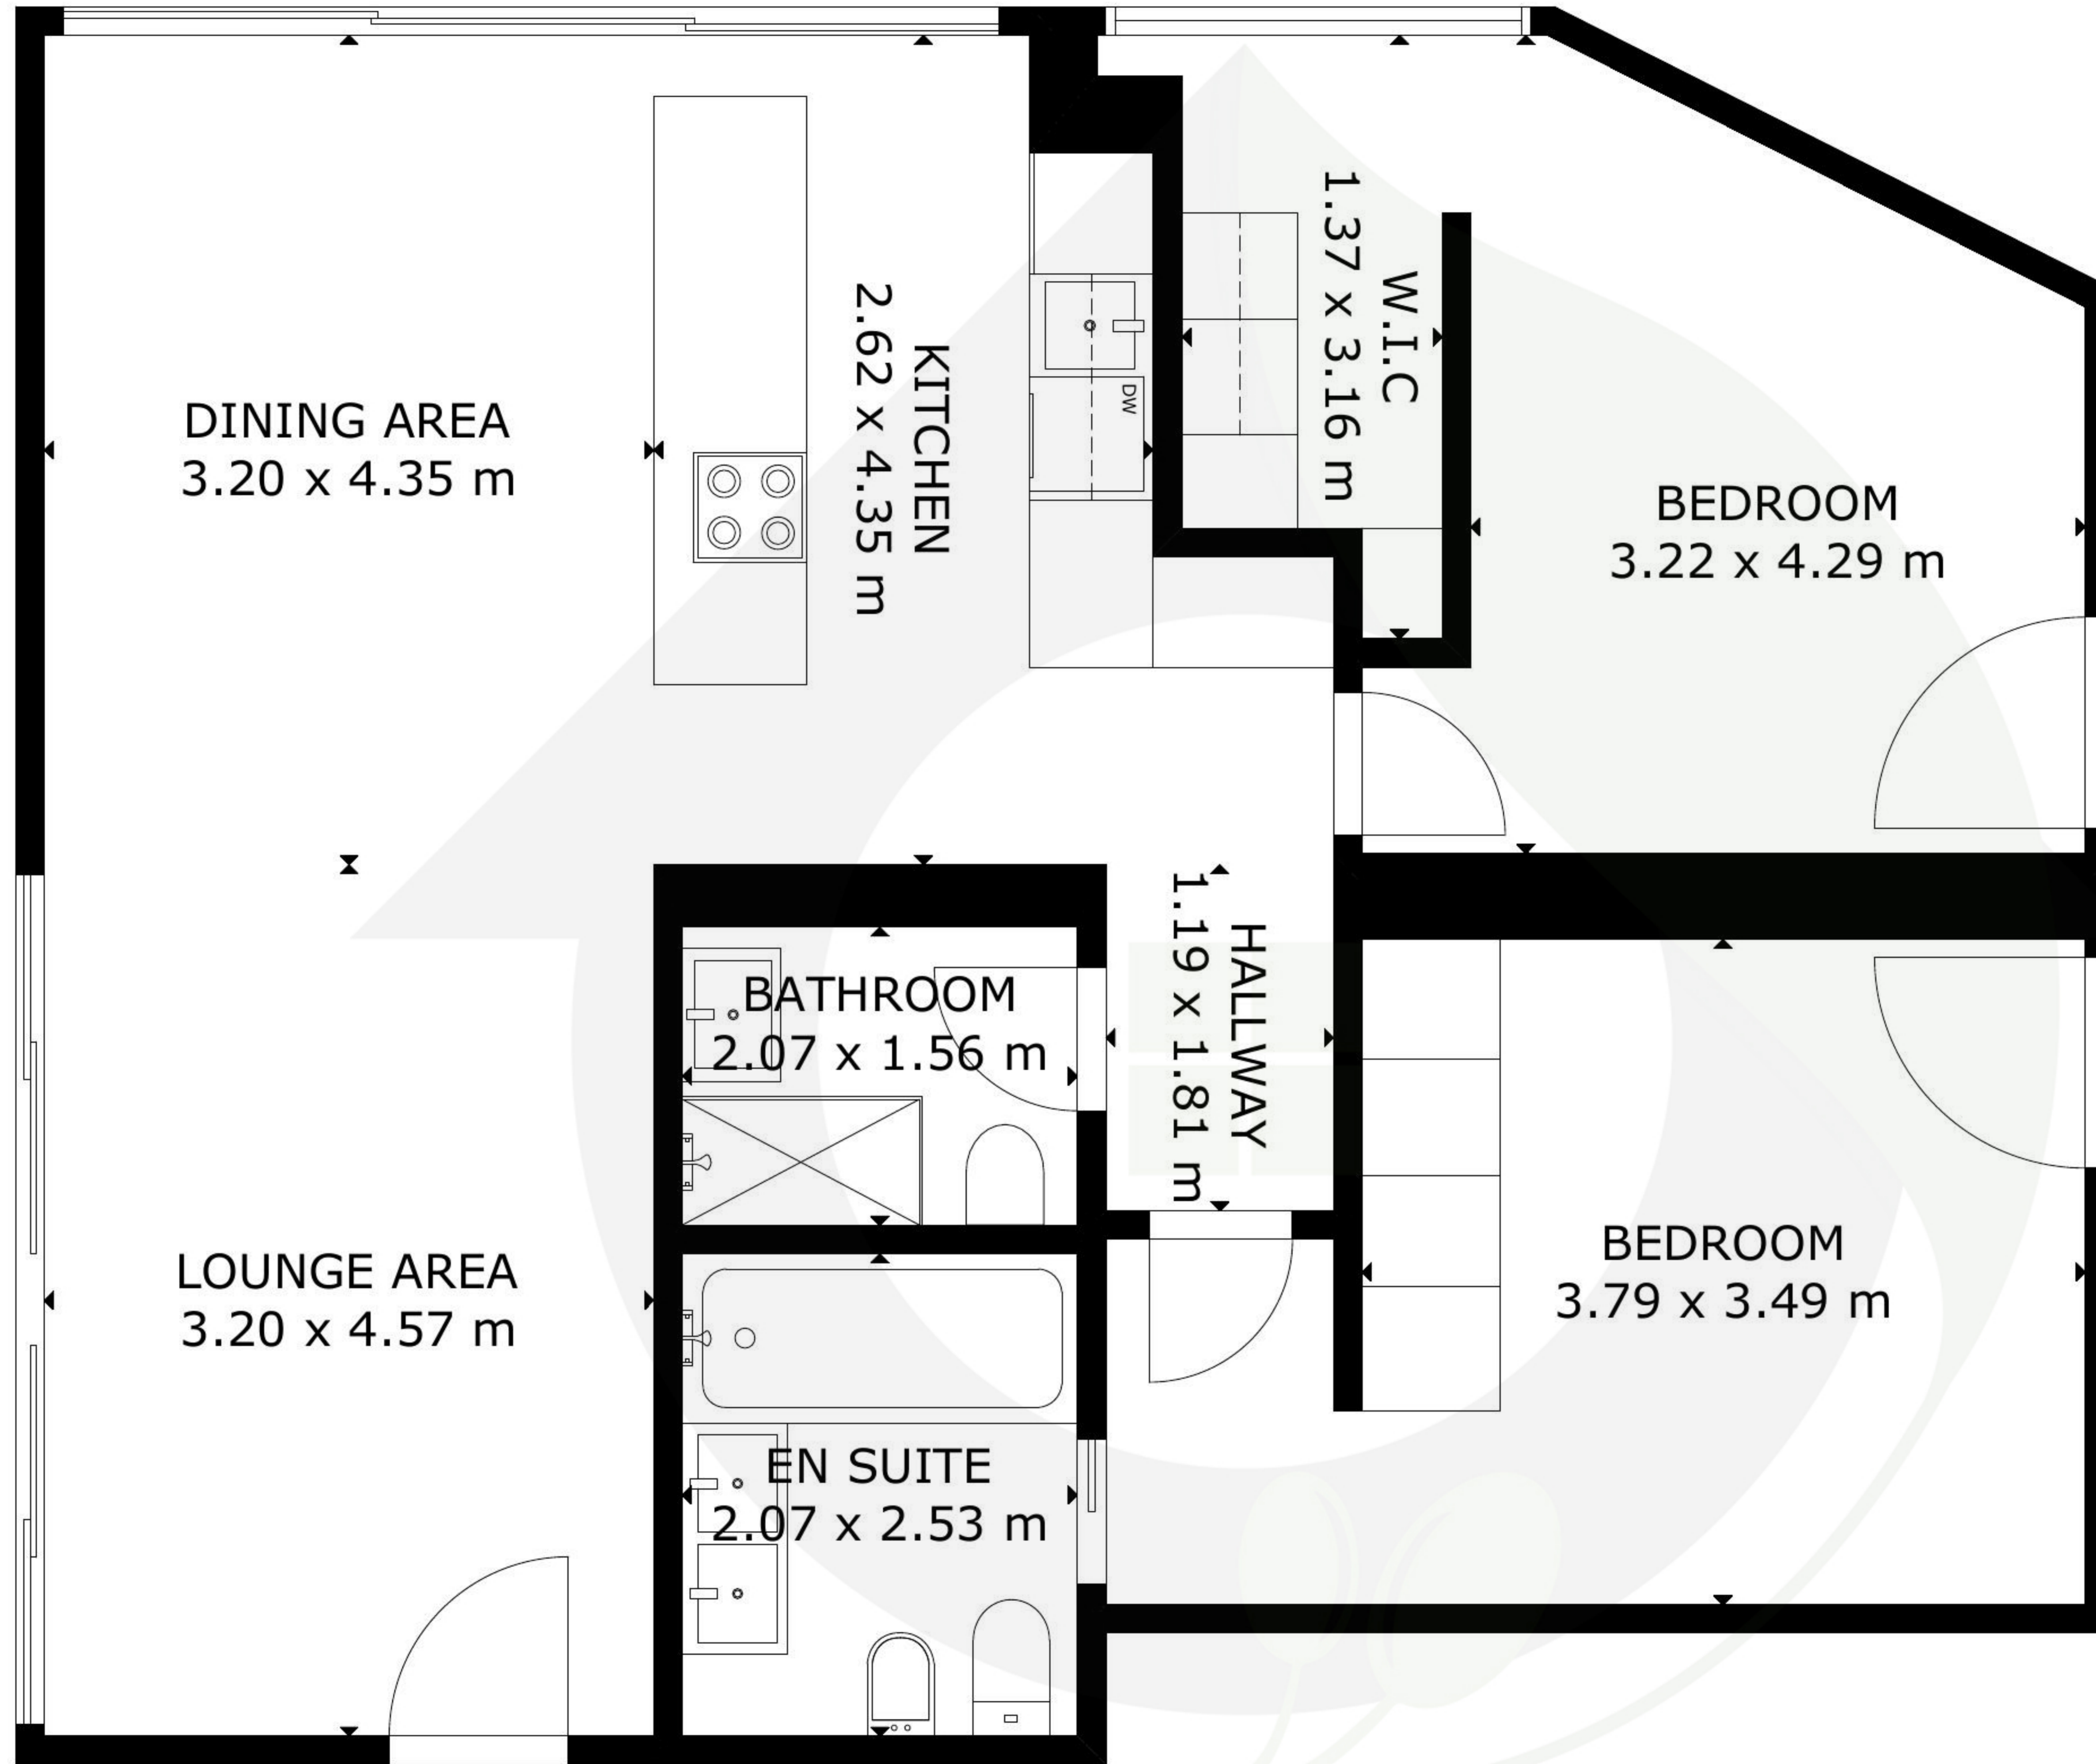 DINING AREA
3.20 x 4.35 m
KITCHEN
2.62 x 4.35 m
DW
W.I.C
1.37 x 3.16 m
BEDROOM
3.22 x 4.29 m
BATHROOM
2.07 x 1.56 m
HALLWAY
1.19 x 1.81 m
LOUNGE AREA
3.20 x 4.57 m
BEDROOM
3.79 x 3.49 m
EN SUITE
2.07 x 2.53 m